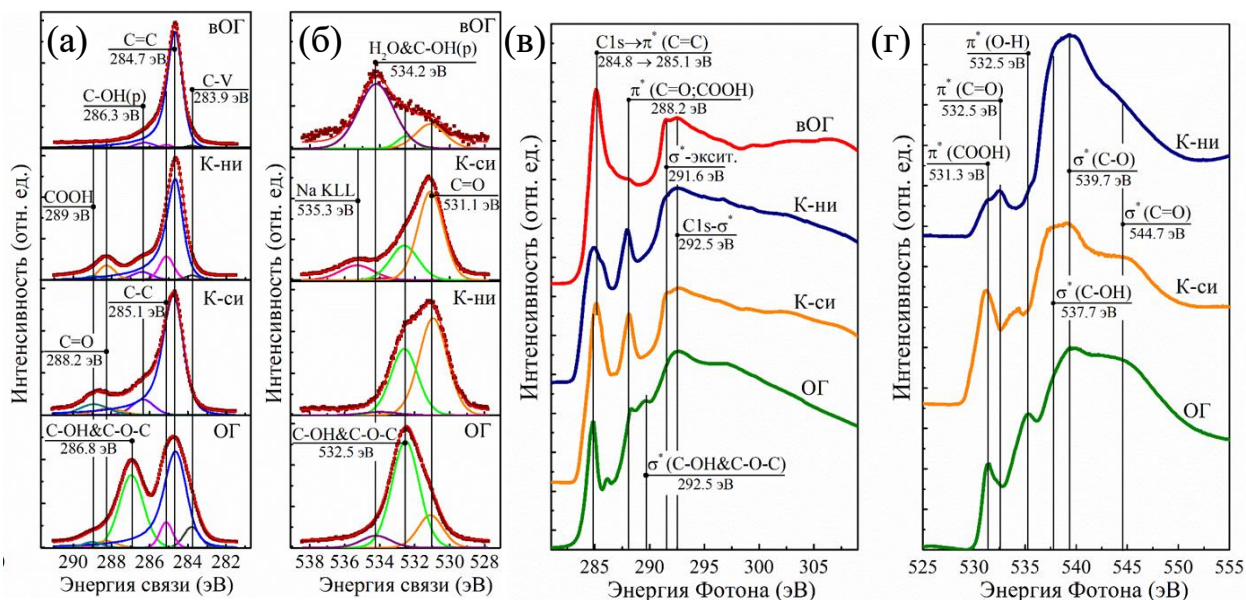 (а)
вОГ
C=C
284.7 эВ
C-V
283.9 эВ
C-OH(p)
286.3 эВ
К-ни
COOH
289 эВ
C-C
285.1 эВ
К-си
C=O
288.2 эВ
C-OH&C-O-C
286.8 эВ
ОГ
290 288 286 284 282
Энергия связи (эВ)
Интенсивность (отн. ед.)
(б)
вОГ
H2O&C-OH(p)
534.2 эВ
К-си
Na KLL
535.3 эВ
C=O
531.1 эВ
К-ни
C-OH&C-O-C
532.5 эВ
ОГ
538 536 534 532 530 528
Энергия связи (эВ)
Интенсивность (отн. ед.)
(в)
C1s→π* (C=C)
284.8 → 285.1 эВ
π* (C=O;COOH)
288.2 эВ
вОГ
σ*-эксит.
291.6 эВ
К-ни
C1s-σ*
292.5 эВ
К-си
ОГ
σ* (C-OH&C-O-C)
292.5 эВ
285 290 295 300 305
Энергия Фотона (эВ)
Интенсивность (отн. ед.)
(г)
π* (O-H)
532.5 эВ
π* (C=O)
532.5 эВ
π* (COOH)
531.3 эВ
К-ни
σ* (C-O)
539.7 эВ
σ* (C=O)
544.7 эВ
К-си
σ* (C-OH)
537.7 эВ
ОГ
525 530 535 540 545 550 555
Энергия Фотона (эВ)
Интенсивность (отн. ед.)